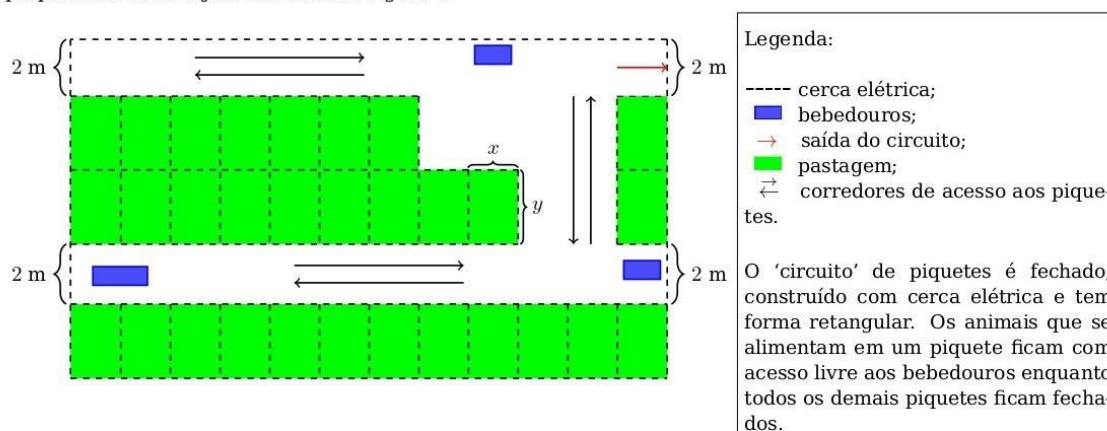 2 m
2 m
x
y
2 m
2 m
Legenda:
cerca elétrica;
bebedouros;
saída do circuito;
pastagem;
corredores de acesso aos pique-
tes.
O ‘circuito’ de piquetes é fechado,
construído com cerca elétrica e tem
forma retangular. Os animais que se
alimentam em um piquete ficam com
acesso livre aos bebedouros enquanto
todos os demais piquetes ficam fecha-
dos.